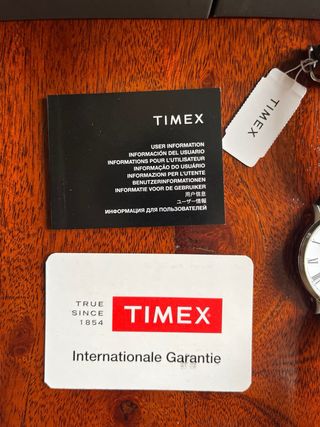 TIMEX
USER INFORMATION
INFORMACIÓN DEL USUARIO
INFORMATIONS POUR L'UTILISATEUR
INFORMAÇÃO DO USUÁRIO
INFORMAZIONI PER L'UTENTE
BENUTZERINFORMATIONEN
INFORMATIE VOOR DE GEBRUIKER
用户信息
ユーザー情報
ИНФОРМАЦИЯ ДЛЯ ПОЛЬЗОВАТЕЛЕЙ
TIMEX
TRUE
SINCE
1854
TIMEX
Internationale Garantie